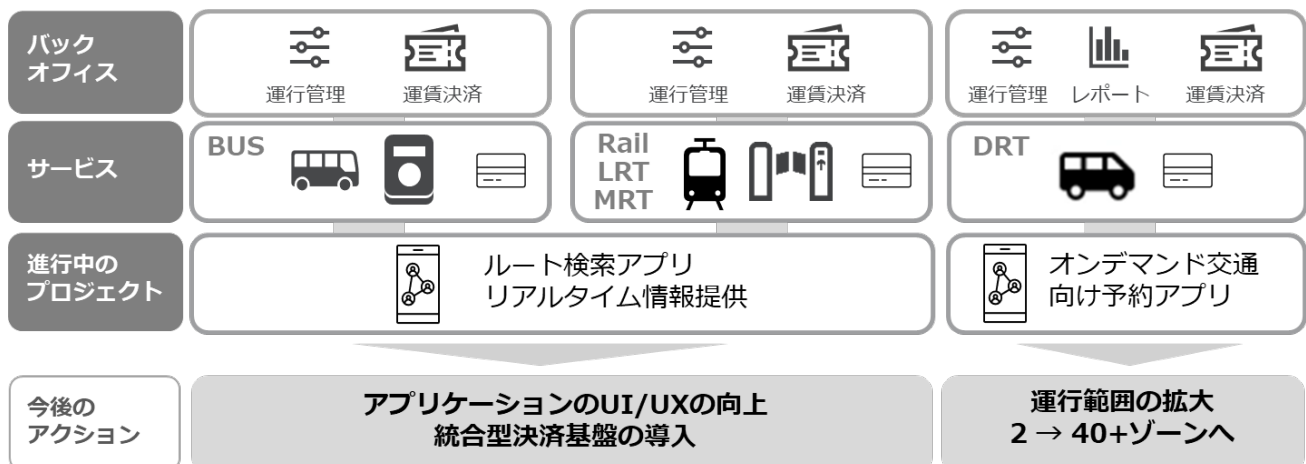 バック
オフィス
運行管理
運賃決済
運行管理
運賃決済
運行管理
レポート
運賃決済
サービス
BUS
Rail
LRT
MRT
DRT
進行中の
プロジェクト
ルート検索アプリ
リアルタイム情報提供
オンデマンド交通
向け予約アプリ
今後の
アクション
アプリケーションのUI/UXの向上
統合型決済基盤の導入
運行範囲の拡大
2 → 40+ゾーンへ